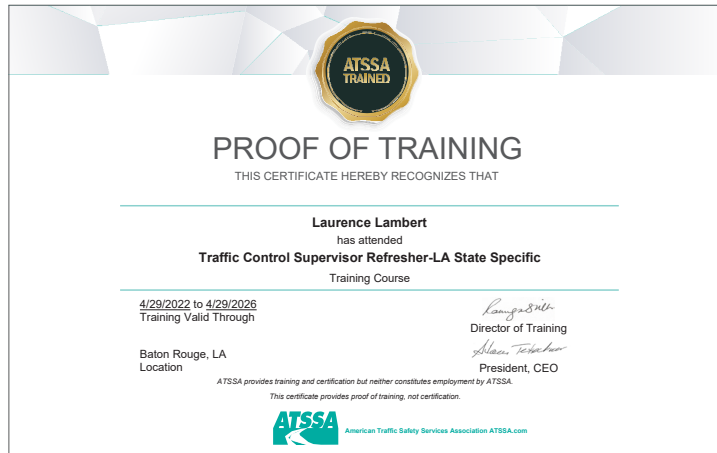 ATSSA
TRAINED
PROOF OF TRAINING
THIS CERTIFICATE HEREBY RECOGNIZES THAT
Laurence Lambert
has attended
Traffic Control Supervisor Refresher-LA State Specific
Training Course
4/29/2022 to 4/29/2026
Training Valid Through
Director of Training
Baton Rouge, LA
Location
President, CEO
ATSSA provides training and certification but neither constitutes employment by ATSSA.
This certificate provides proof of training, not certification.
ATSSA
American Traffic Safety Services Association ATSSA.com